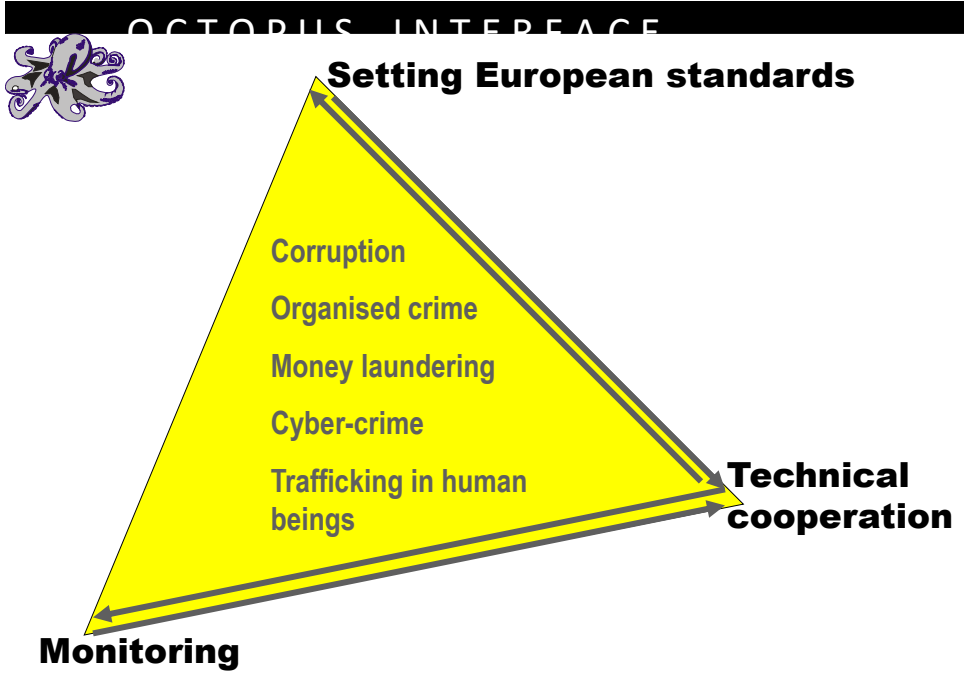 OCTOPUS INTERFACE
Setting European standards
Corruption
Organised crime
Money laundering
Cyber-crime
Trafficking in human
beings
Technical
cooperation
Monitoring